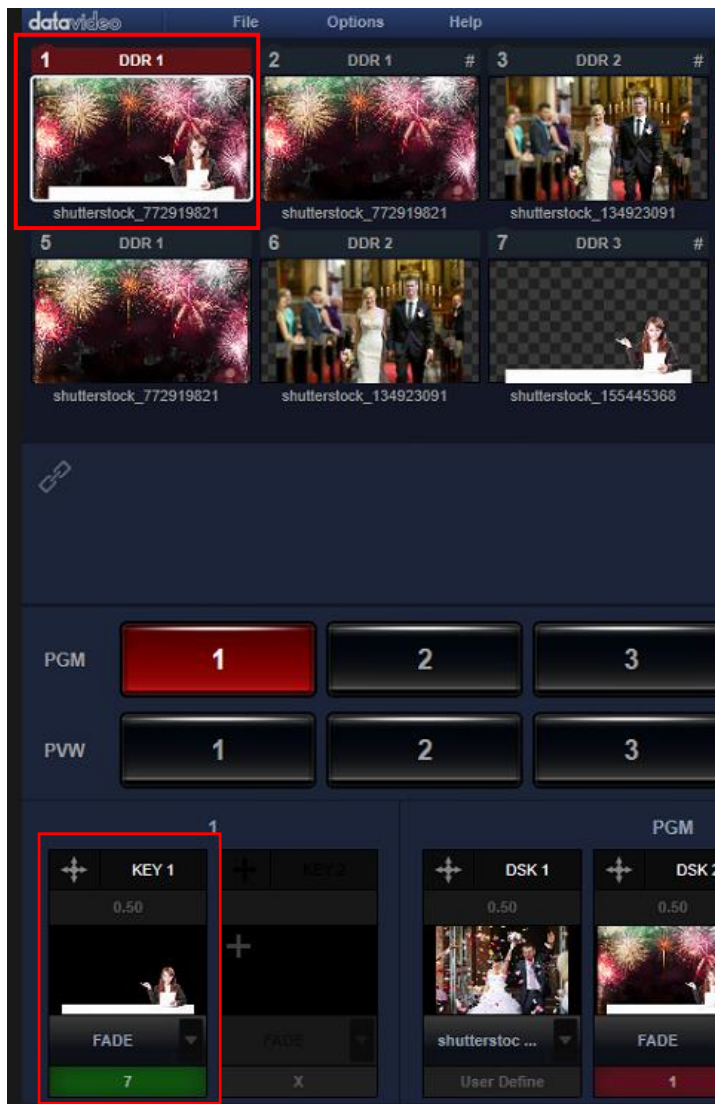 datavideo File Options Help
1 DDR 1 2 DDR 1 # 3 DDR 2 #
shutterstock_772919821 shutterstock_772919821 shutterstock_134923091
5 DDR 1 6 DDR 2 7 DDR 3 #
shutterstock_772919821 shutterstock_134923091 shutterstock_155445368
PGM 1 2 3
PVW 1 2 3
1 PGM
KEY 1 KEY 2 DSK 1 DSK 2
0.50 0.50 0.50
FADE FADE shutterstoc ... FADE
7 X User Define 1